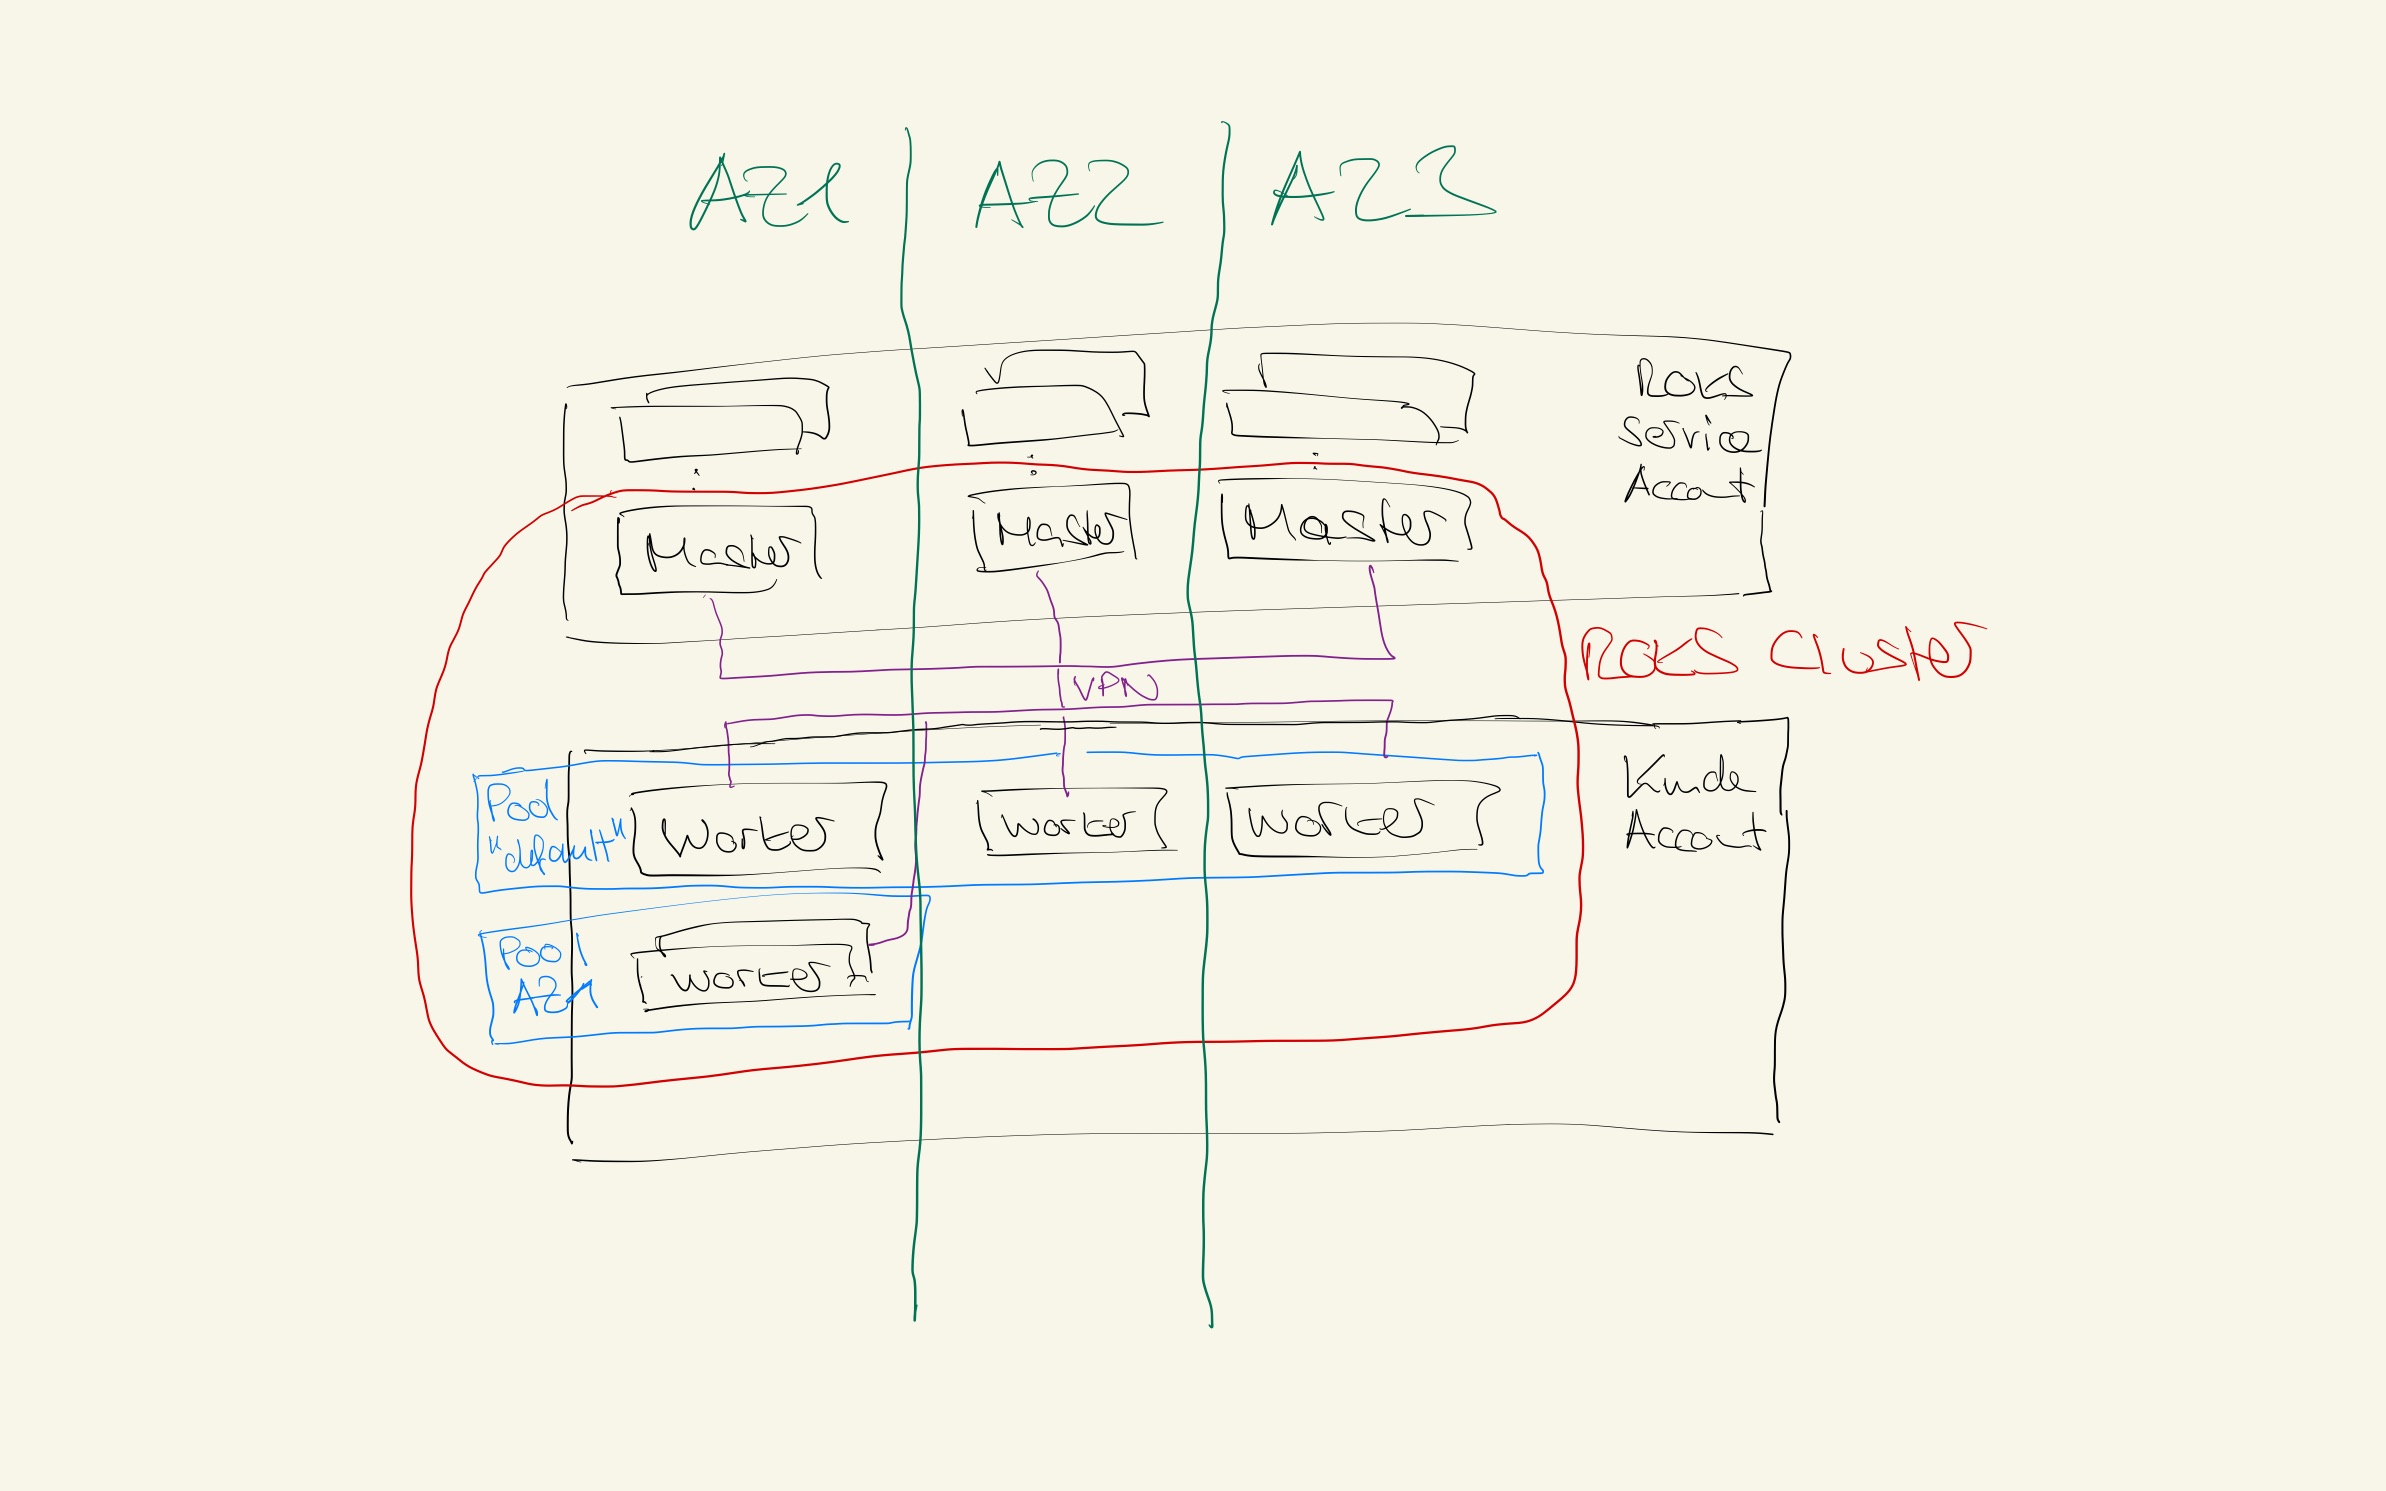 AZ1
AZ2
AZ3
ROKS
Service
Account
Master
Master
Master
ROKS Cluster
VPN
Kunde
Account
Pool
"default"
Worker
Worker
Worker
Pool
AZ1
Worker